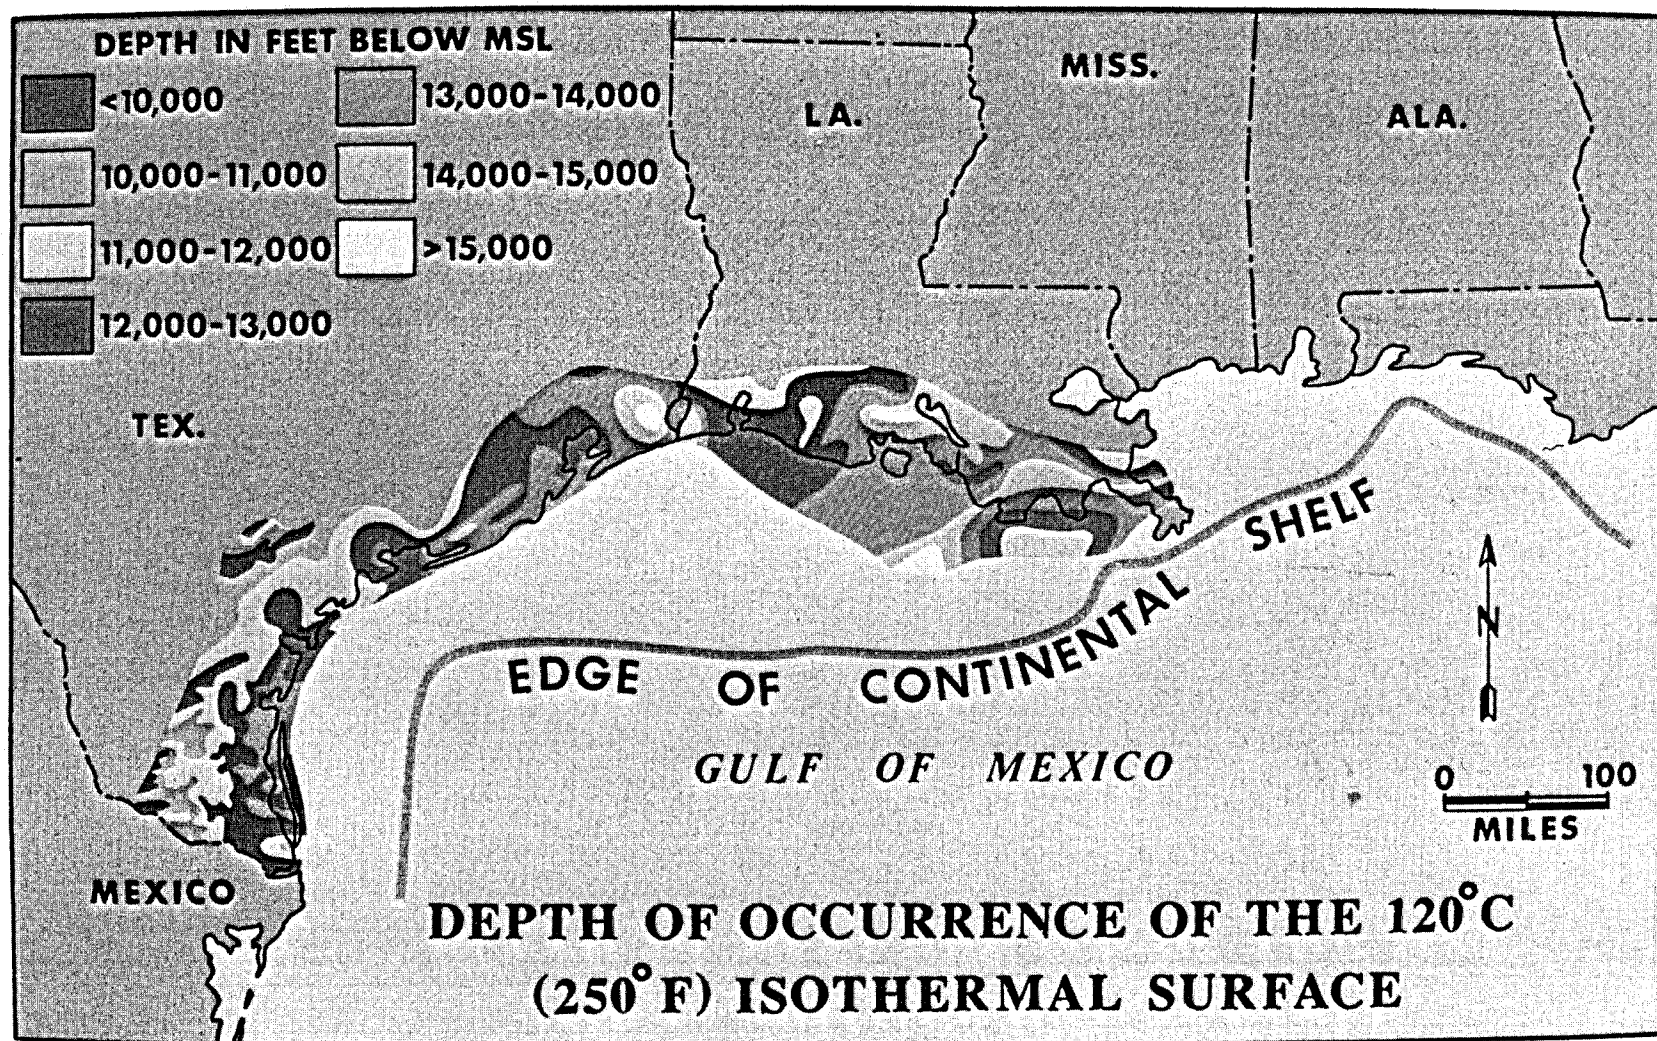 DEPTH IN FEET BELOW MSL
<10,000
13,000-14,000
10,000-11,000
14,000-15,000
11,000-12,000
>15,000
12,000-13,000
LA.
MISS.
ALA.
TEX.
MEXICO
EDGE OF CONTINENTAL SHELF
GULF OF MEXICO
N
0 100
MILES
DEPTH OF OCCURRENCE OF THE 120°C
(250°F) ISOTHERMAL SURFACE